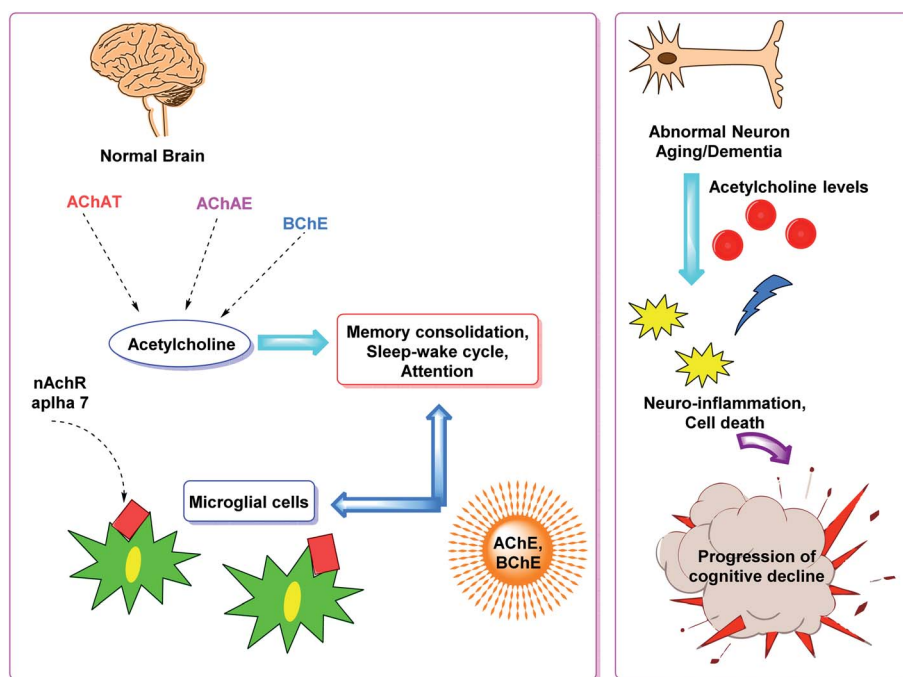 Normal Brain
AChAT
AChAE
BChE
Acetylcholine
Memory consolidation,
Sleep-wake cycle,
Attention
nAchR
aplha 7
Microglial cells
AChE,
BChE
Abnormal Neuron
Aging/Dementia
Acetylcholine levels
Neuro-inflammation,
Cell death
Progression of
cognitive decline